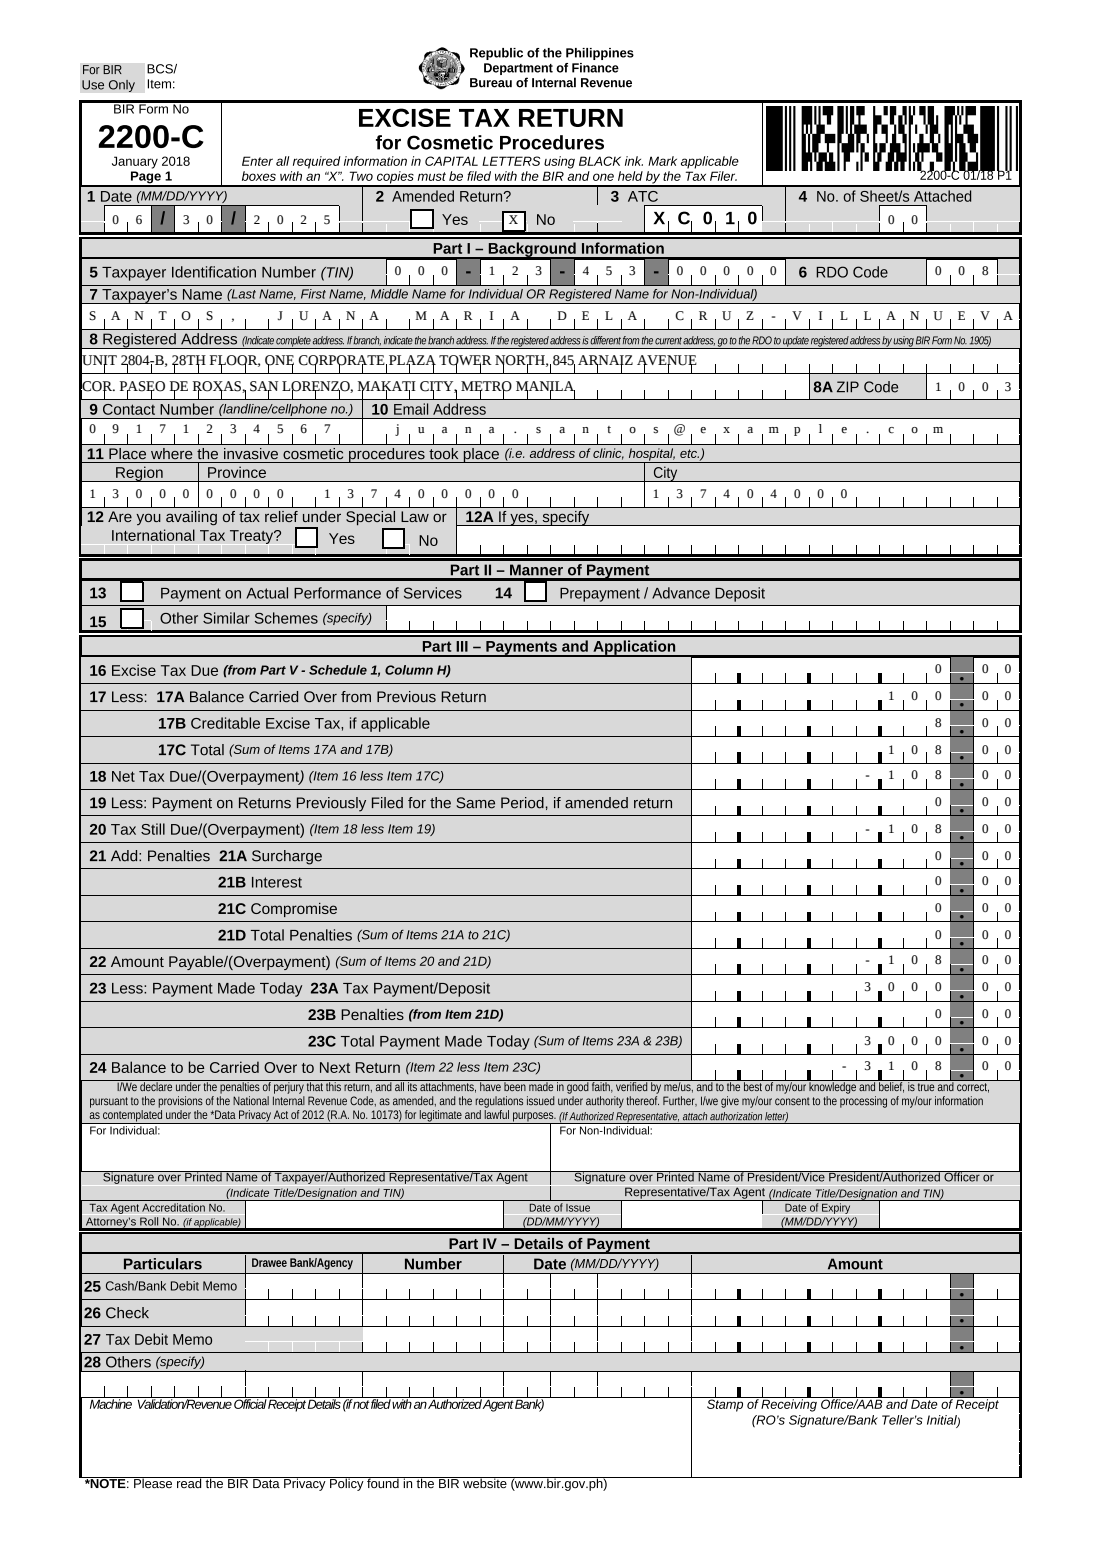 For BIR Use Only
BCS/ Item:
Republic of the Philippines
Department of Finance
Bureau of Internal Revenue
BIR Form No
2200-C
January 2018
Page 1
EXCISE TAX RETURN
for Cosmetic Procedures
Enter all required information in CAPITAL LETTERS using BLACK ink. Mark applicable
boxes with an “X”. Two copies must be filed with the BIR and one held by the Tax Filer.
2200-C 01/18 P1
1 Date (MM/DD/YYYY)
06/30/2025
2 Amended Return?
Yes
X No
3 ATC
XC010
4 No. of Sheet/s Attached
00
Part I – Background Information
5 Taxpayer Identification Number (TIN) 000-123-453-00000
6 RDO Code 008
7 Taxpayer’s Name (Last Name, First Name, Middle Name for Individual OR Registered Name for Non-Individual)
SANTOS, JUANA MARIA DELA CRUZ-VILLANUEVA
8 Registered Address (Indicate complete address. If branch, indicate the branch address. If the registered address is different from the current address, go to the RDO to update registered address by using BIR Form No. 1905)
UNIT 2804-B, 28TH FLOOR, ONE CORPORATE PLAZA TOWER NORTH, 845 ARNAIZ AVENUE
COR. PASEO DE ROXAS, SAN LORENZO, MAKATI CITY, METRO MANILA
8A ZIP Code 1003
9 Contact Number (landline/cellphone no.)
10 Email Address
09171234567
juana.santos@example.com
11 Place where the invasive cosmetic procedures took place (i.e. address of clinic, hospital, etc.)
Region Province City
13000 0000 137400000 137404000
12 Are you availing of tax relief under Special Law or
International Tax Treaty? Yes No
12A If yes, specify
Part II – Manner of Payment
13 Payment on Actual Performance of Services
14 Prepayment / Advance Deposit
15 Other Similar Schemes (specify)
Part III – Payments and Application
16 Excise Tax Due (from Part V - Schedule 1, Column H) 0.00
17 Less: 17A Balance Carried Over from Previous Return 100.00
17B Creditable Excise Tax, if applicable 8.00
17C Total (Sum of Items 17A and 17B) 108.00
18 Net Tax Due/(Overpayment) (Item 16 less Item 17C) -108.00
19 Less: Payment on Returns Previously Filed for the Same Period, if amended return 0.00
20 Tax Still Due/(Overpayment) (Item 18 less Item 19) -108.00
21 Add: Penalties 21A Surcharge 0.00
21B Interest 0.00
21C Compromise 0.00
21D Total Penalties (Sum of Items 21A to 21C) 0.00
22 Amount Payable/(Overpayment) (Sum of Items 20 and 21D) -108.00
23 Less: Payment Made Today 23A Tax Payment/Deposit 3000.00
23B Penalties (from Item 21D) 0.00
23C Total Payment Made Today (Sum of Items 23A & 23B) 3000.00
24 Balance to be Carried Over to Next Return (Item 22 less Item 23C) -3108.00
I/We declare under the penalties of perjury that this return, and all its attachments, have been made in good faith, verified by me/us, and to the best of my/our knowledge and belief, is true and correct,
pursuant to the provisions of the National Internal Revenue Code, as amended, and the regulations issued under authority thereof. Further, I/we give my/our consent to the processing of my/our information
as contemplated under the *Data Privacy Act of 2012 (R.A. No. 10173) for legitimate and lawful purposes. (If Authorized Representative, attach authorization letter)
For Individual:
For Non-Individual:
Signature over Printed Name of Taxpayer/Authorized Representative/Tax Agent
(Indicate Title/Designation and TIN)
Signature over Printed Name of President/Vice President/Authorized Officer or
Representative/Tax Agent (Indicate Title/Designation and TIN)
Tax Agent Accreditation No.
Attorney’s Roll No. (if applicable)
Date of Issue
(DD/MM/YYYY)
Date of Expiry
(MM/DD/YYYY)
Part IV – Details of Payment
Particulars Drawee Bank/Agency Number Date (MM/DD/YYYY) Amount
25 Cash/Bank Debit Memo
26 Check
27 Tax Debit Memo
28 Others (specify)
Machine Validation/Revenue Official Receipt Details (if not filed with an Authorized Agent Bank)
Stamp of Receiving Office/AAB and Date of Receipt
(RO’s Signature/Bank Teller’s Initial)
*NOTE: Please read the BIR Data Privacy Policy found in the BIR website (www.bir.gov.ph)